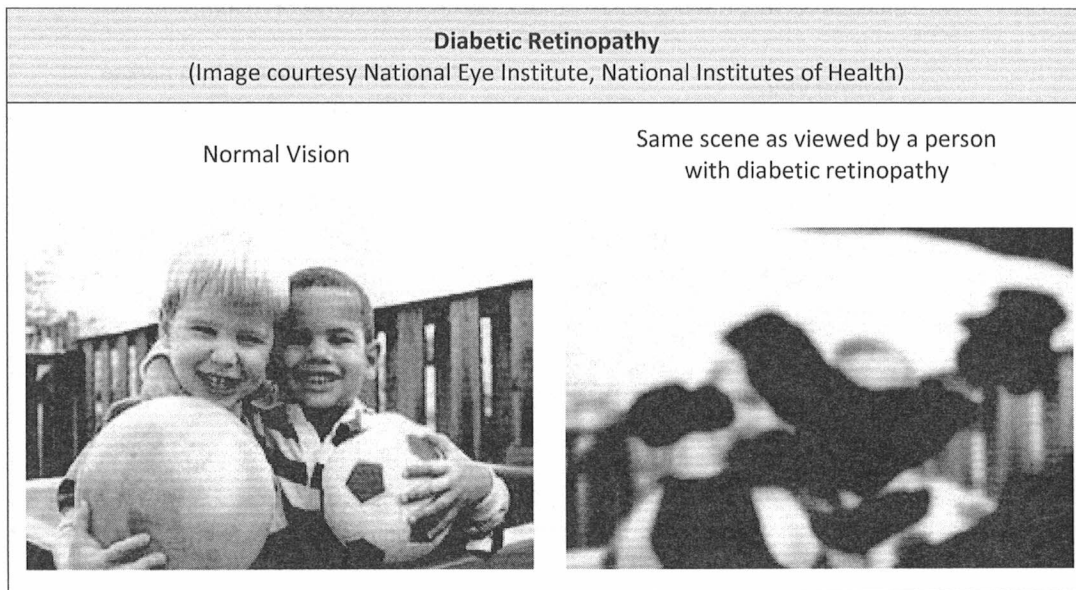 Diabetic Retinopathy
(Image courtesy National Eye Institute, National Institutes of Health)
Normal Vision
Same scene as viewed by a person
with diabetic retinopathy